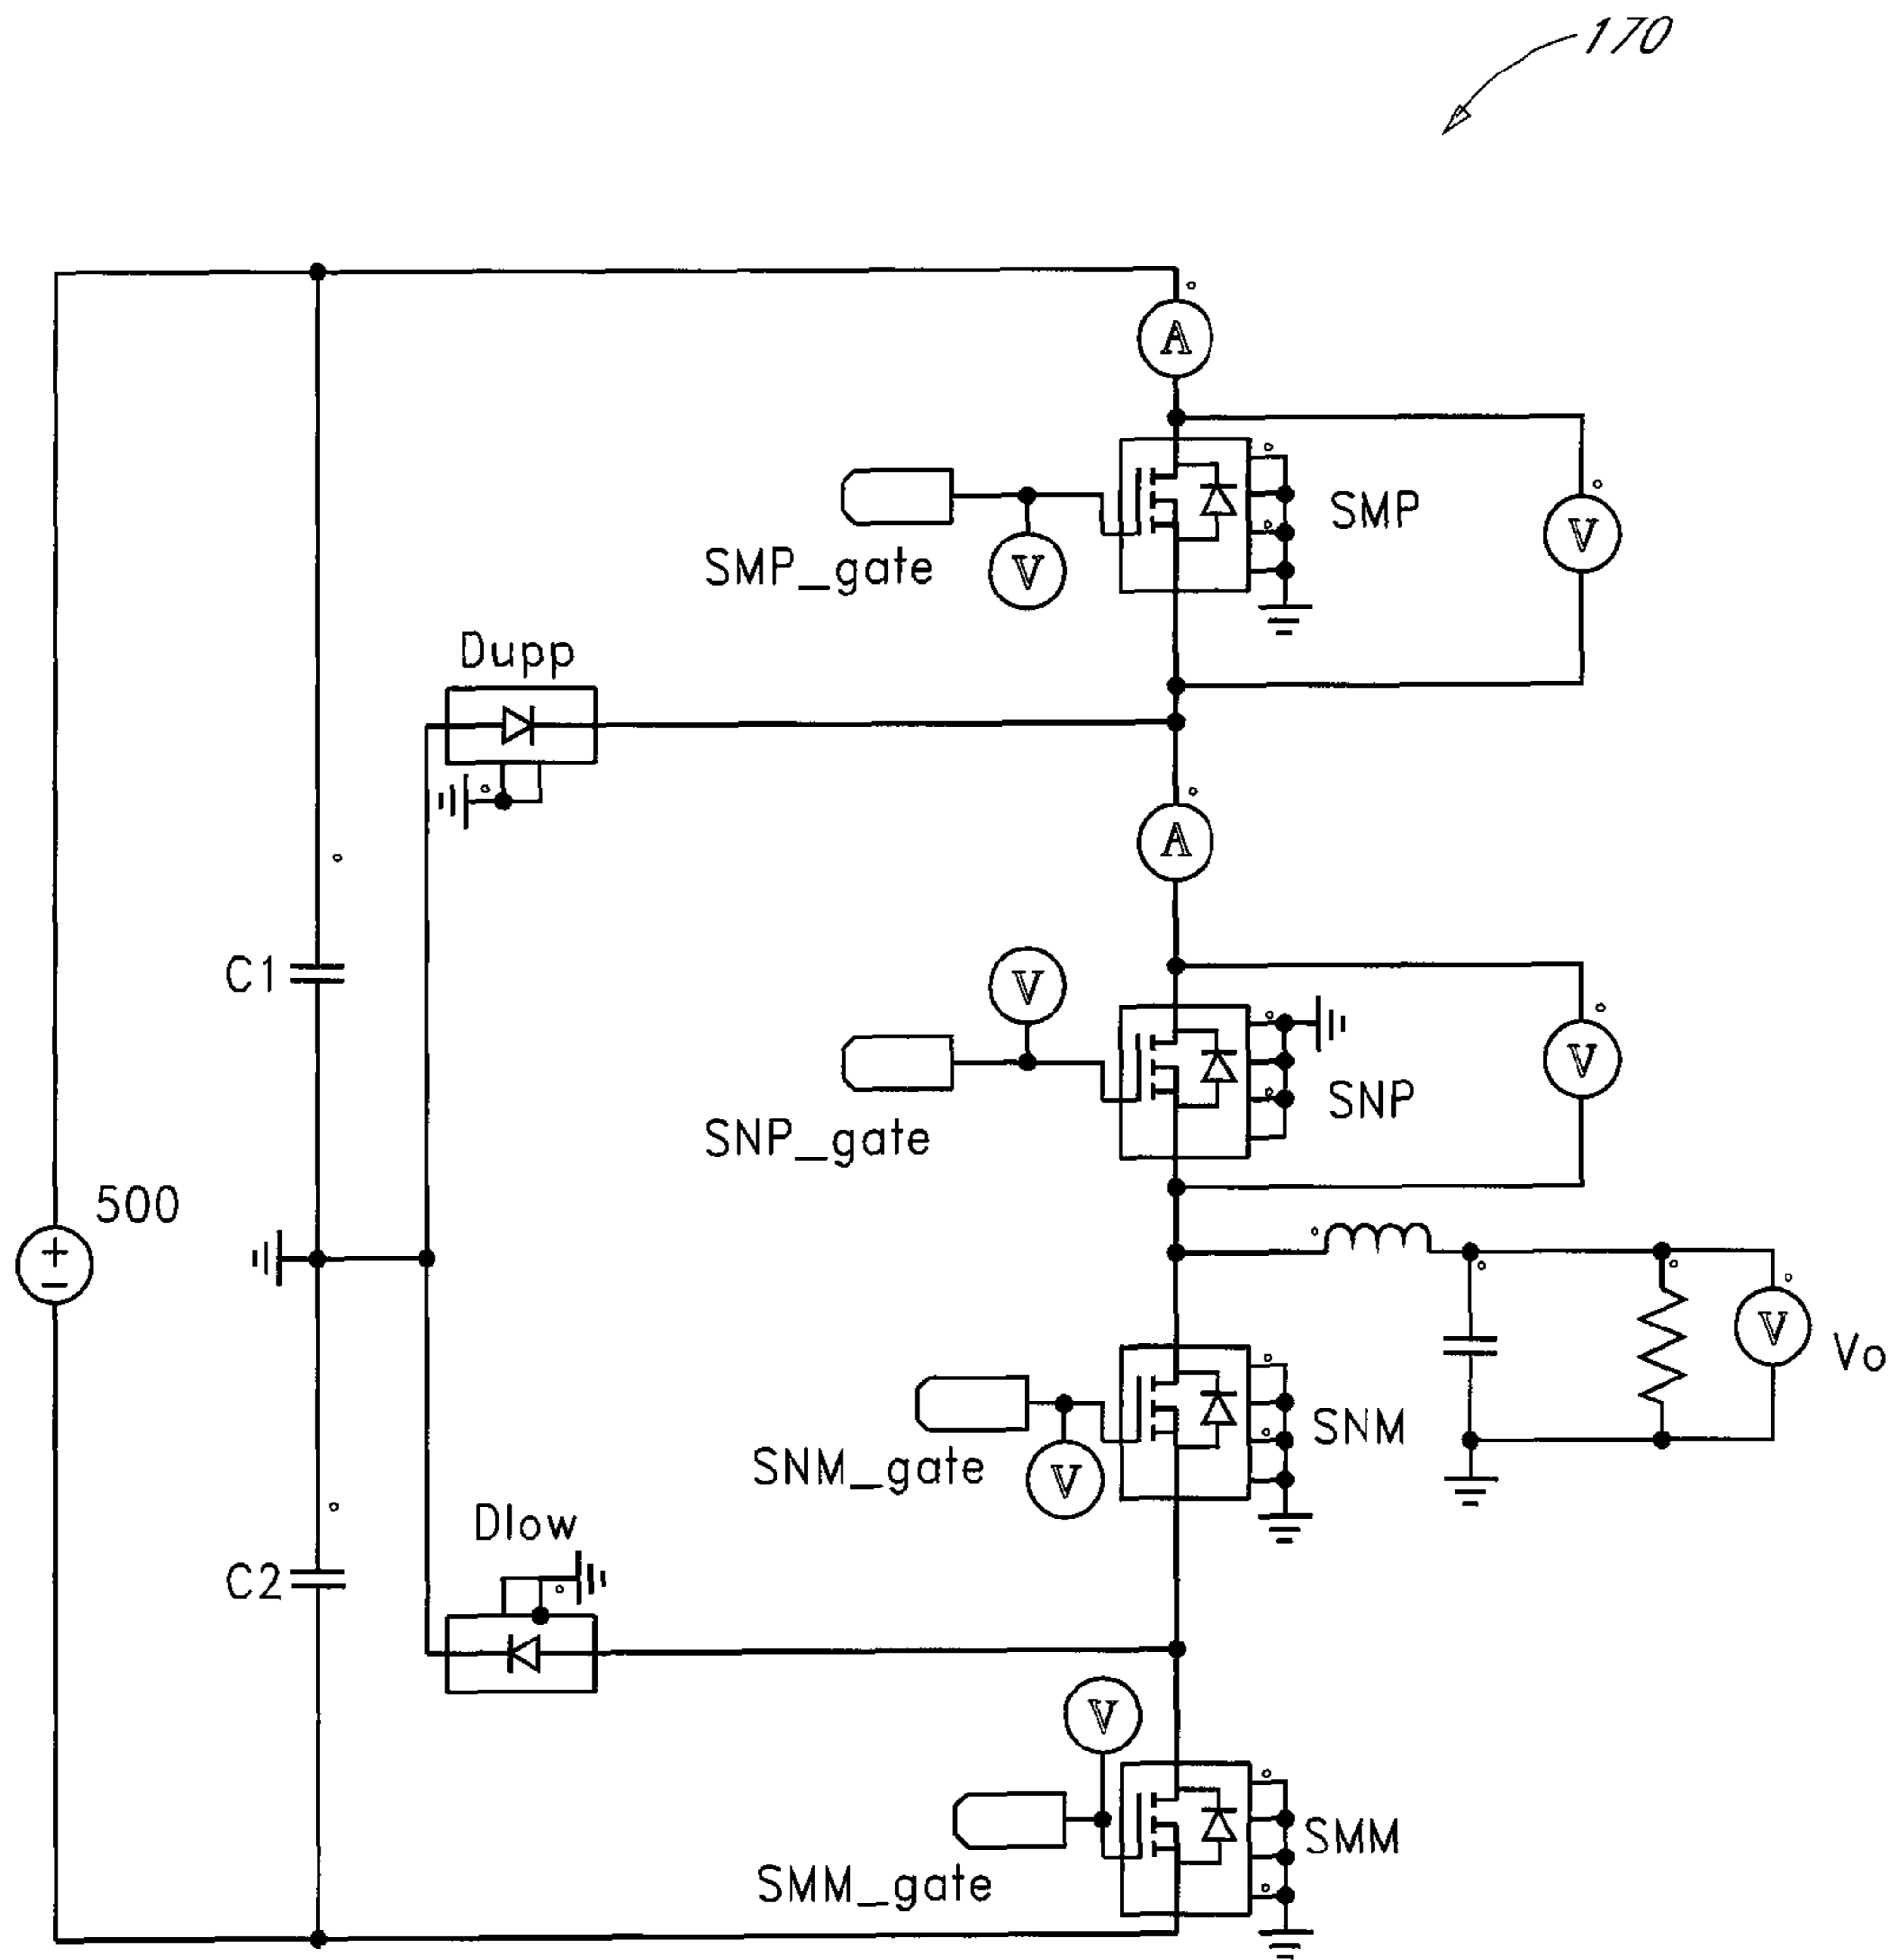 170
A
SMP
V
SMP_gate
V
Dupp
A
C1
V
SNP
V
SNP_gate
500
V
Vo
SNM
SNM_gate
V
Dlow
C2
V
SMM
SMM_gate